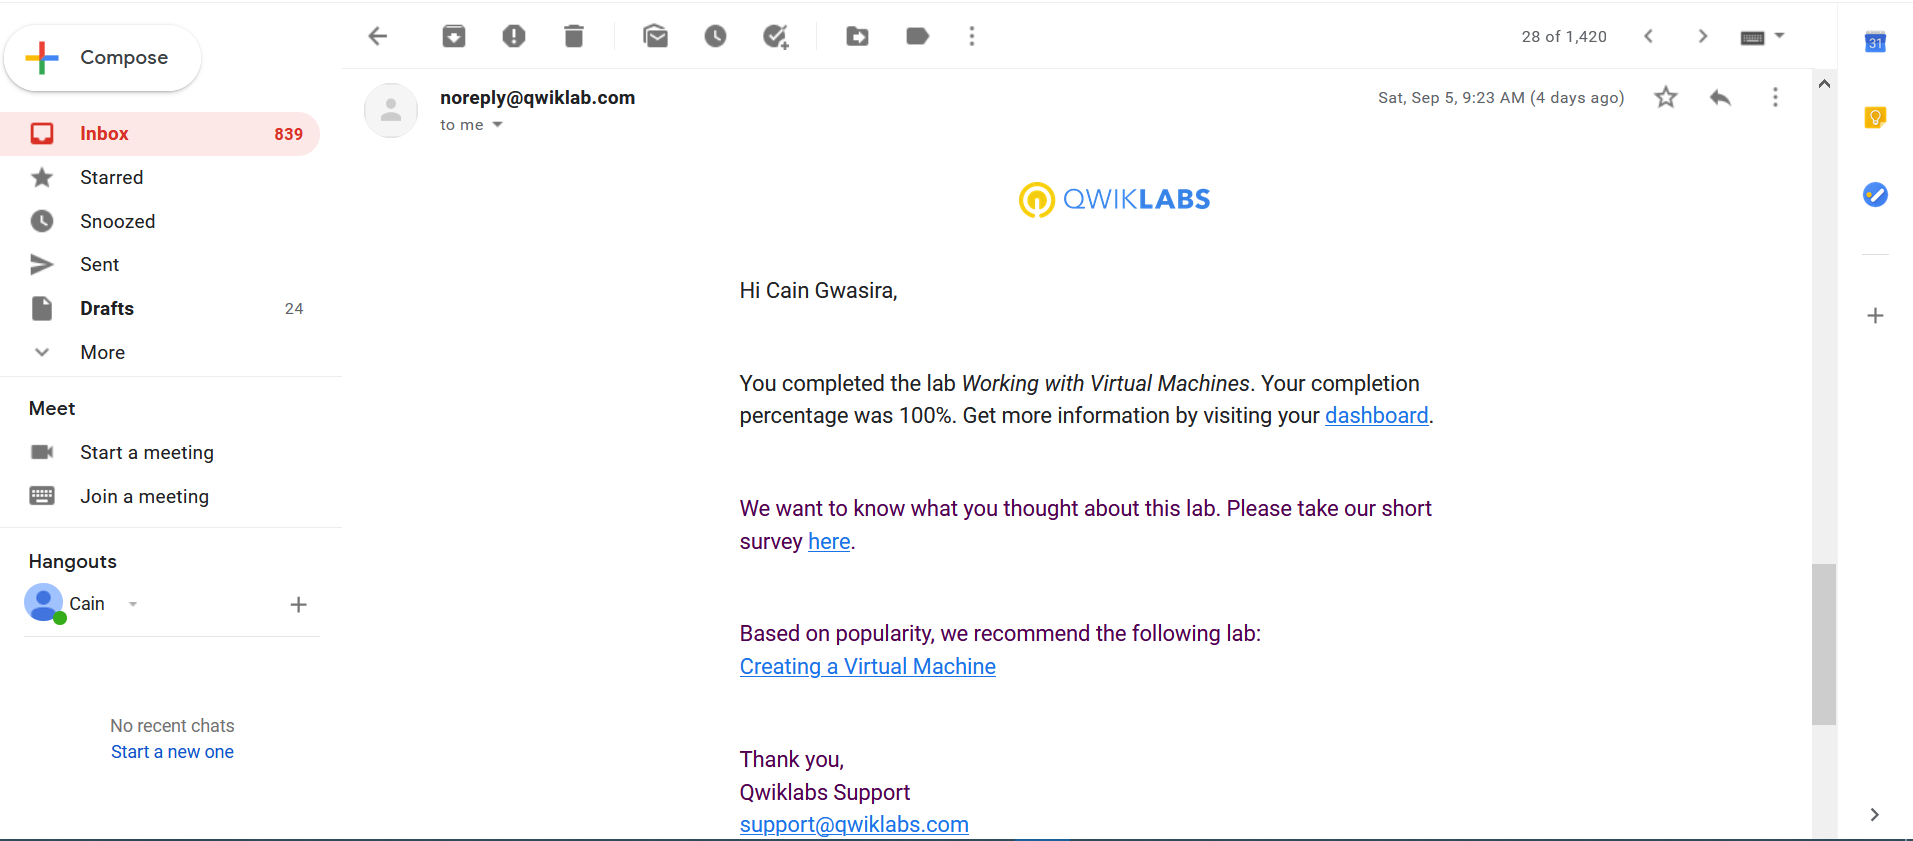 Compose
28 of 1,420
31
Inbox 839
Starred
Snoozed
Sent
Drafts 24
More
Meet
Start a meeting
Join a meeting
Hangouts
Cain
No recent chats
Start a new one
noreply@qwiklab.com
Sat, Sep 5, 9:23 AM (4 days ago)
to me
QWIKLABS
Hi Cain Gwasira,
You completed the lab Working with Virtual Machines. Your completion
percentage was 100%. Get more information by visiting your dashboard.
We want to know what you thought about this lab. Please take our short
survey here.
Based on popularity, we recommend the following lab:
Creating a Virtual Machine
Thank you,
Qwiklabs Support
support@qwiklabs.com